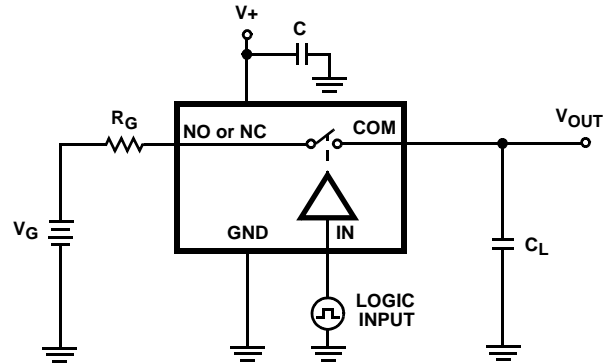 V+
C
RG
NO or NC
COM
VOUT
VG
GND
IN
CL
LOGIC
INPUT